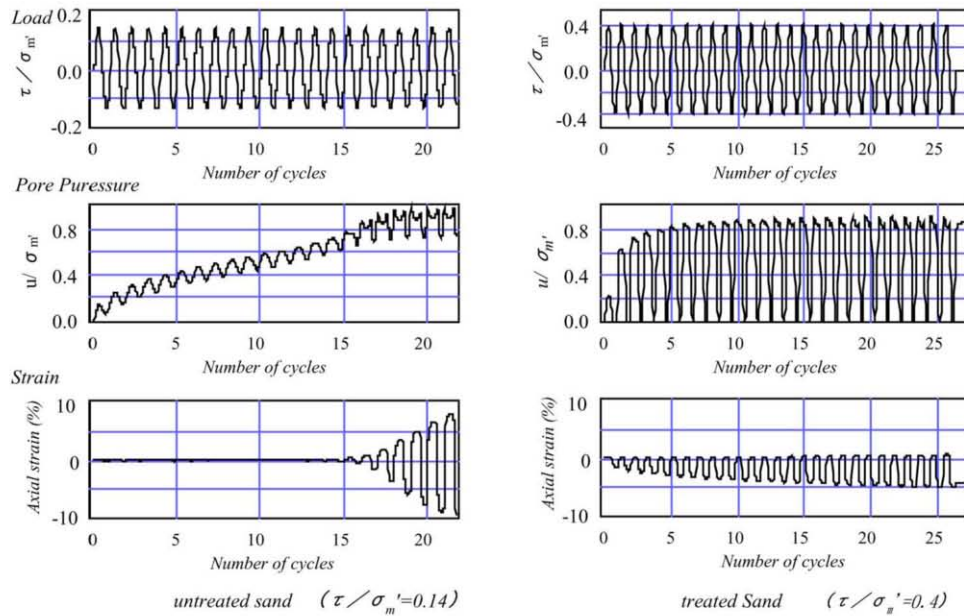 Load
0.2
0.0
-0.2
τ / σm'
0 5 10 15 20
Number of cycles
Pore Puressure
0.8
0.4
0.0
u/ σm'
0 5 10 15 20
Number of cycles
Strain
10
0
-10
Axial strain (%)
0 5 10 15 20
Number of cycles
untreated sand (τ / σm'=0.14)
0.4
0.0
-0.4
τ / σm'
0 5 10 15 20 25
Number of cycles
0.8
0.4
0.0
u/ σm'
0 5 10 15 20 25
Number of cycles
10
0
-10
Axial strain (%)
0 5 10 15 20 25
Number of cycles
treated Sand (τ / σm'=0.4)